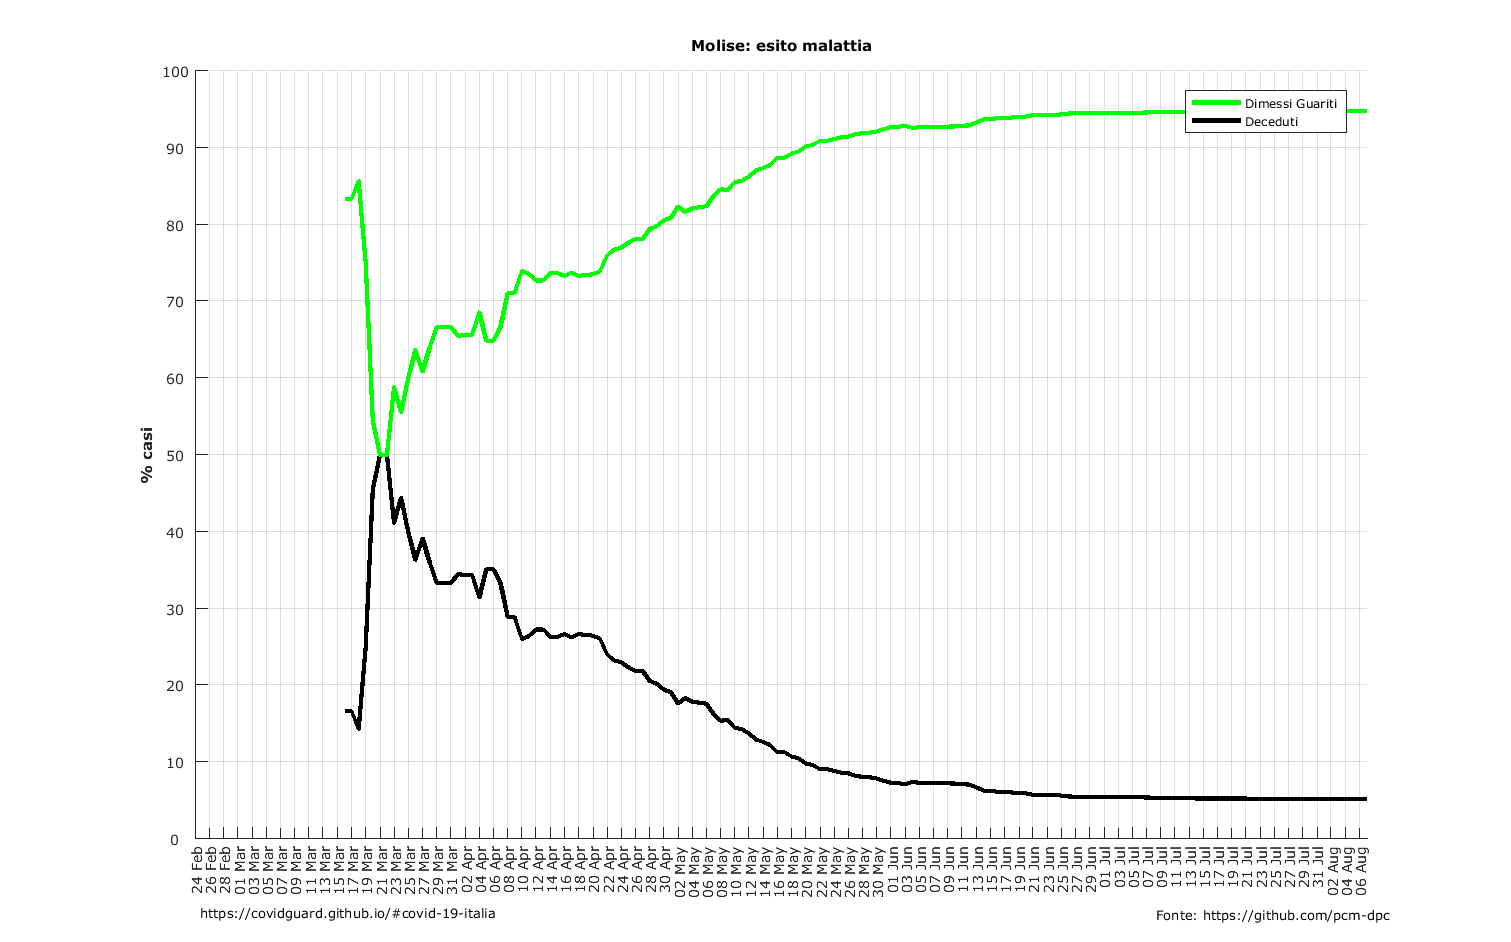 Molise: esito malattia
100
90
80
70
60
50
40
30
20
10
0
% casi
Dimessi Guariti
Deceduti
24 Feb
26 Feb
28 Feb
01 Mar
03 Mar
05 Mar
07 Mar
09 Mar
11 Mar
13 Mar
15 Mar
17 Mar
19 Mar
21 Mar
23 Mar
25 Mar
27 Mar
29 Mar
31 Mar
02 Apr
04 Apr
06 Apr
08 Apr
10 Apr
12 Apr
14 Apr
16 Apr
18 Apr
20 Apr
22 Apr
24 Apr
26 Apr
28 Apr
30 Apr
02 May
04 May
06 May
08 May
10 May
12 May
14 May
16 May
18 May
20 May
22 May
24 May
26 May
28 May
30 May
01 Jun
03 Jun
05 Jun
07 Jun
09 Jun
11 Jun
13 Jun
15 Jun
17 Jun
19 Jun
21 Jun
23 Jun
25 Jun
27 Jun
29 Jun
01 Jul
03 Jul
05 Jul
07 Jul
09 Jul
11 Jul
13 Jul
15 Jul
17 Jul
19 Jul
21 Jul
23 Jul
25 Jul
27 Jul
29 Jul
31 Jul
02 Aug
04 Aug
06 Aug
https://covidguard.github.io/#covid-19-italia
Fonte: https://github.com/pcm-dpc